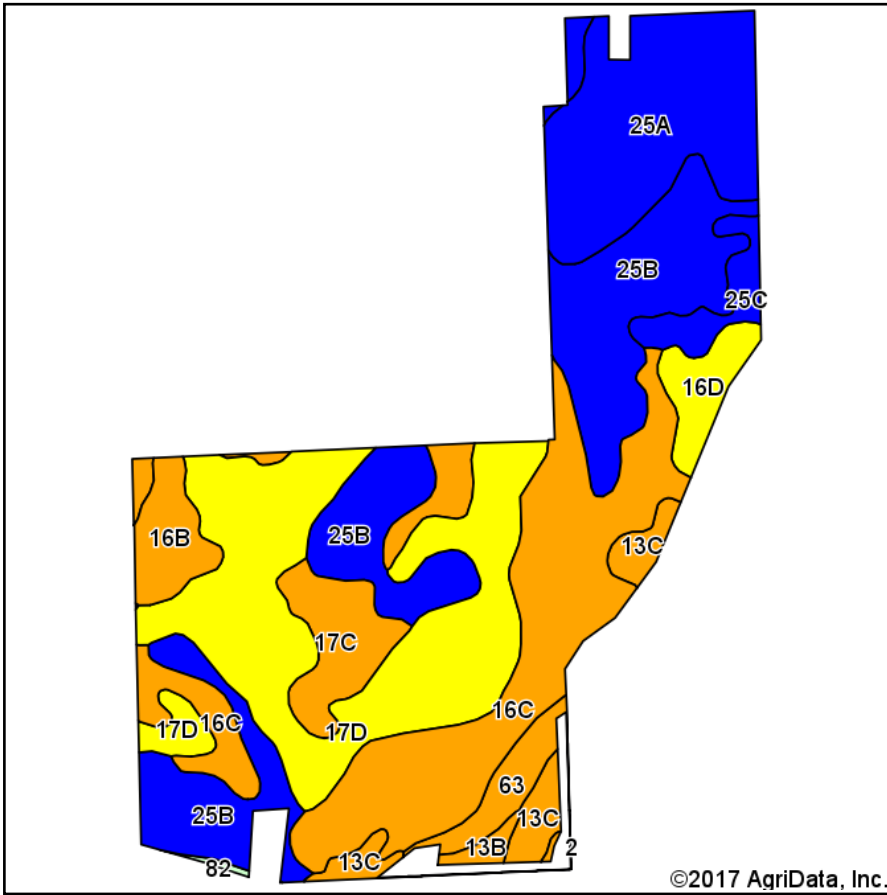 25A
25B
25C
16D
16B
25B
13C
17C
16C
17D
16C
17D
63
25B
13C
13B
2
13C
82
©2017 AgriData, Inc.